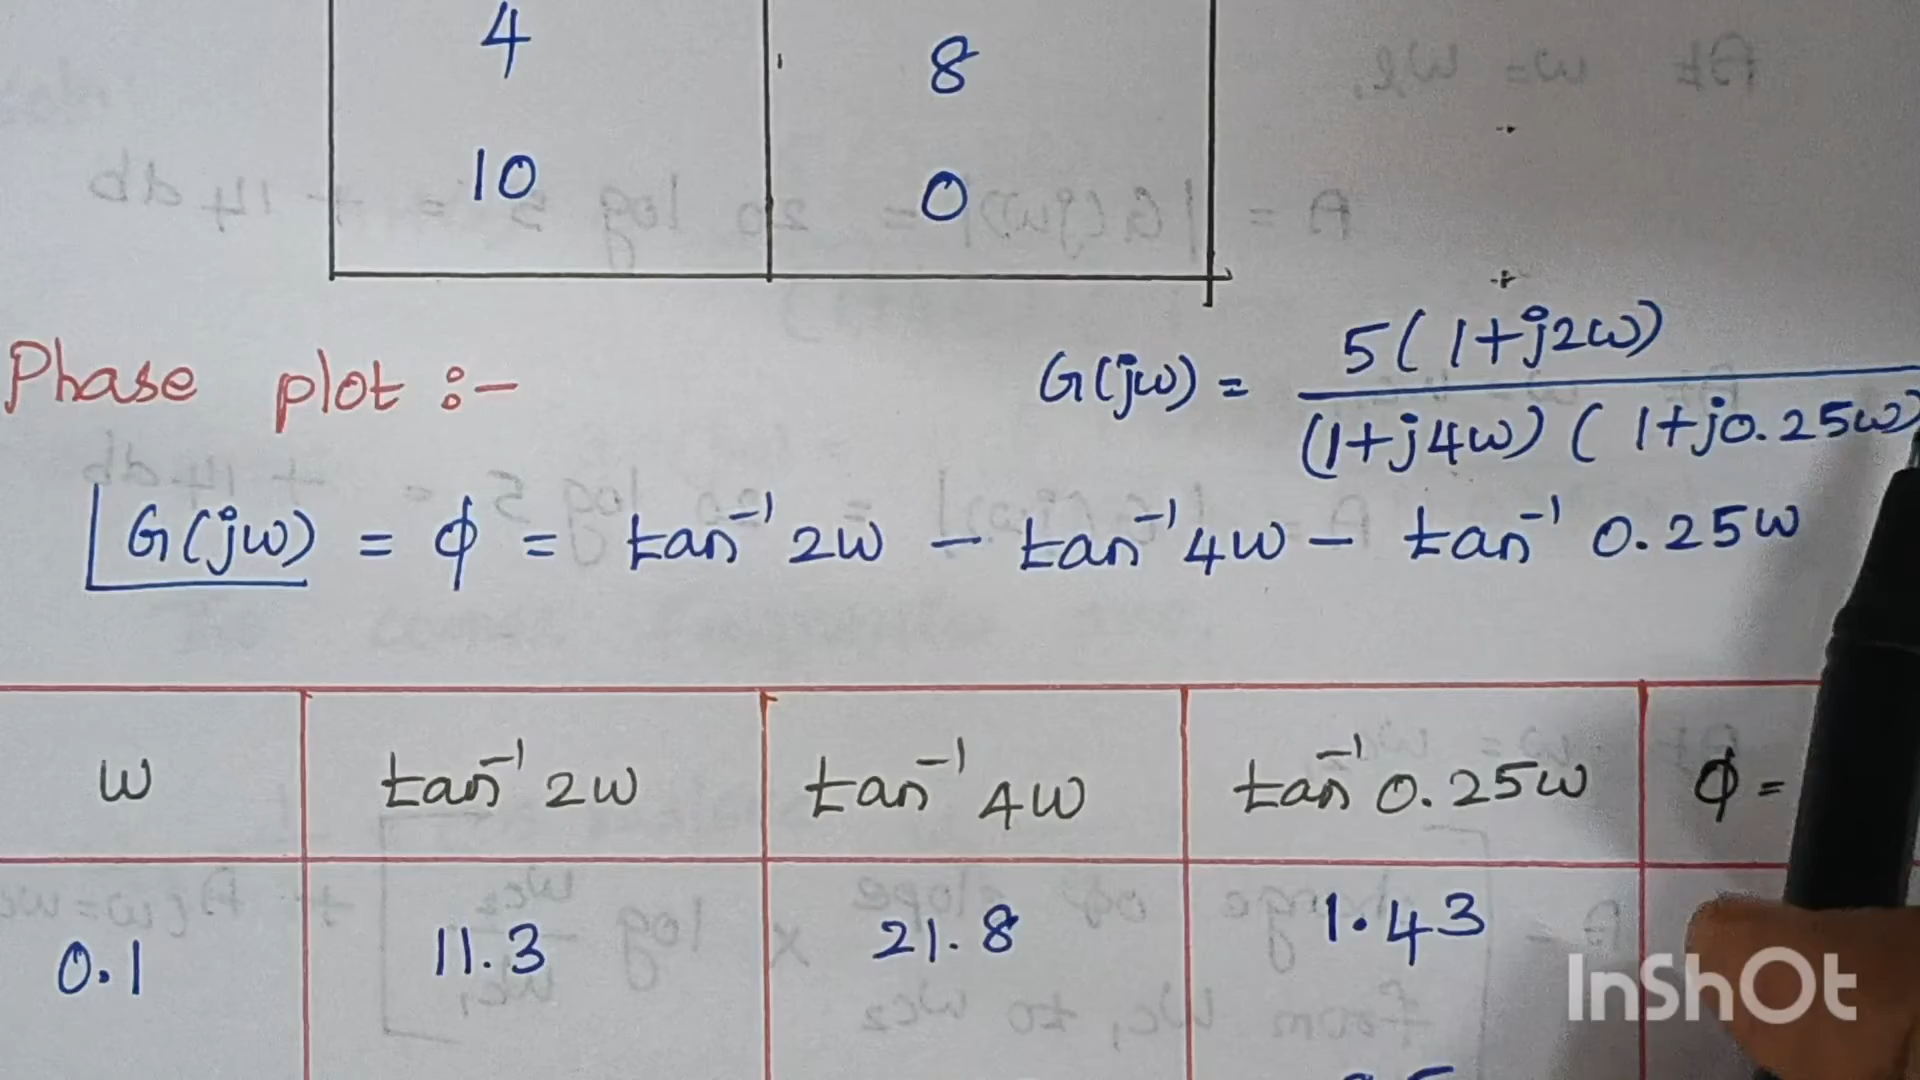 4 8
10 0
Phase plot :-
G(jω) = 5(1+j2ω)
(1+j4ω) (1+j0.25ω)
G(jω) = ϕ = tan⁻¹ 2ω – tan⁻¹ 4ω – tan⁻¹ 0.25ω
ω tan⁻¹ 2ω tan⁻¹ 4ω tan⁻¹ 0.25ω ϕ =
0.1 11.3 21.8 1.43
InShOt